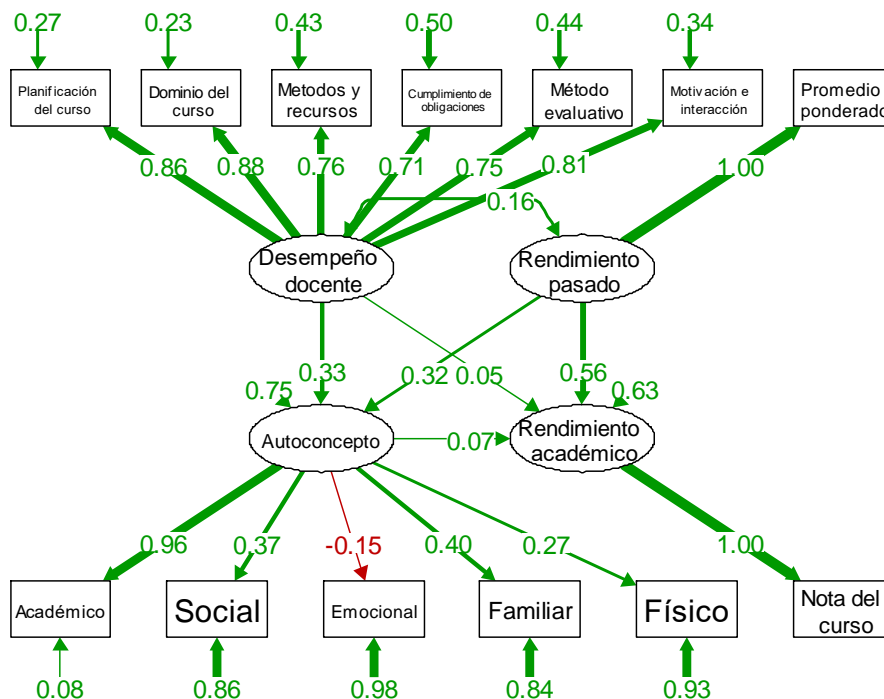 0.27 0.23 0.43 0.50 0.44 0.34
Planificación
del curso
Dominio del
curso
Metodos y
recursos
Cumplimiento de
obligaciones
Método
evaluativo
Motivación e
interacción
Promedio
ponderado
0.86 0.88 0.76 0.71 0.75 0.81 1.00
0.16
Desempeño
docente
Rendimiento
pasado
0.33 0.32 0.05 0.56
0.75 0.63
Autoconcepto
0.07
Rendimiento
académico
0.96 0.37 -0.15 0.40 0.27 1.00
Académico
Social
Emocional
Familiar
Físico
Nota del
curso
0.08 0.86 0.98 0.84 0.93